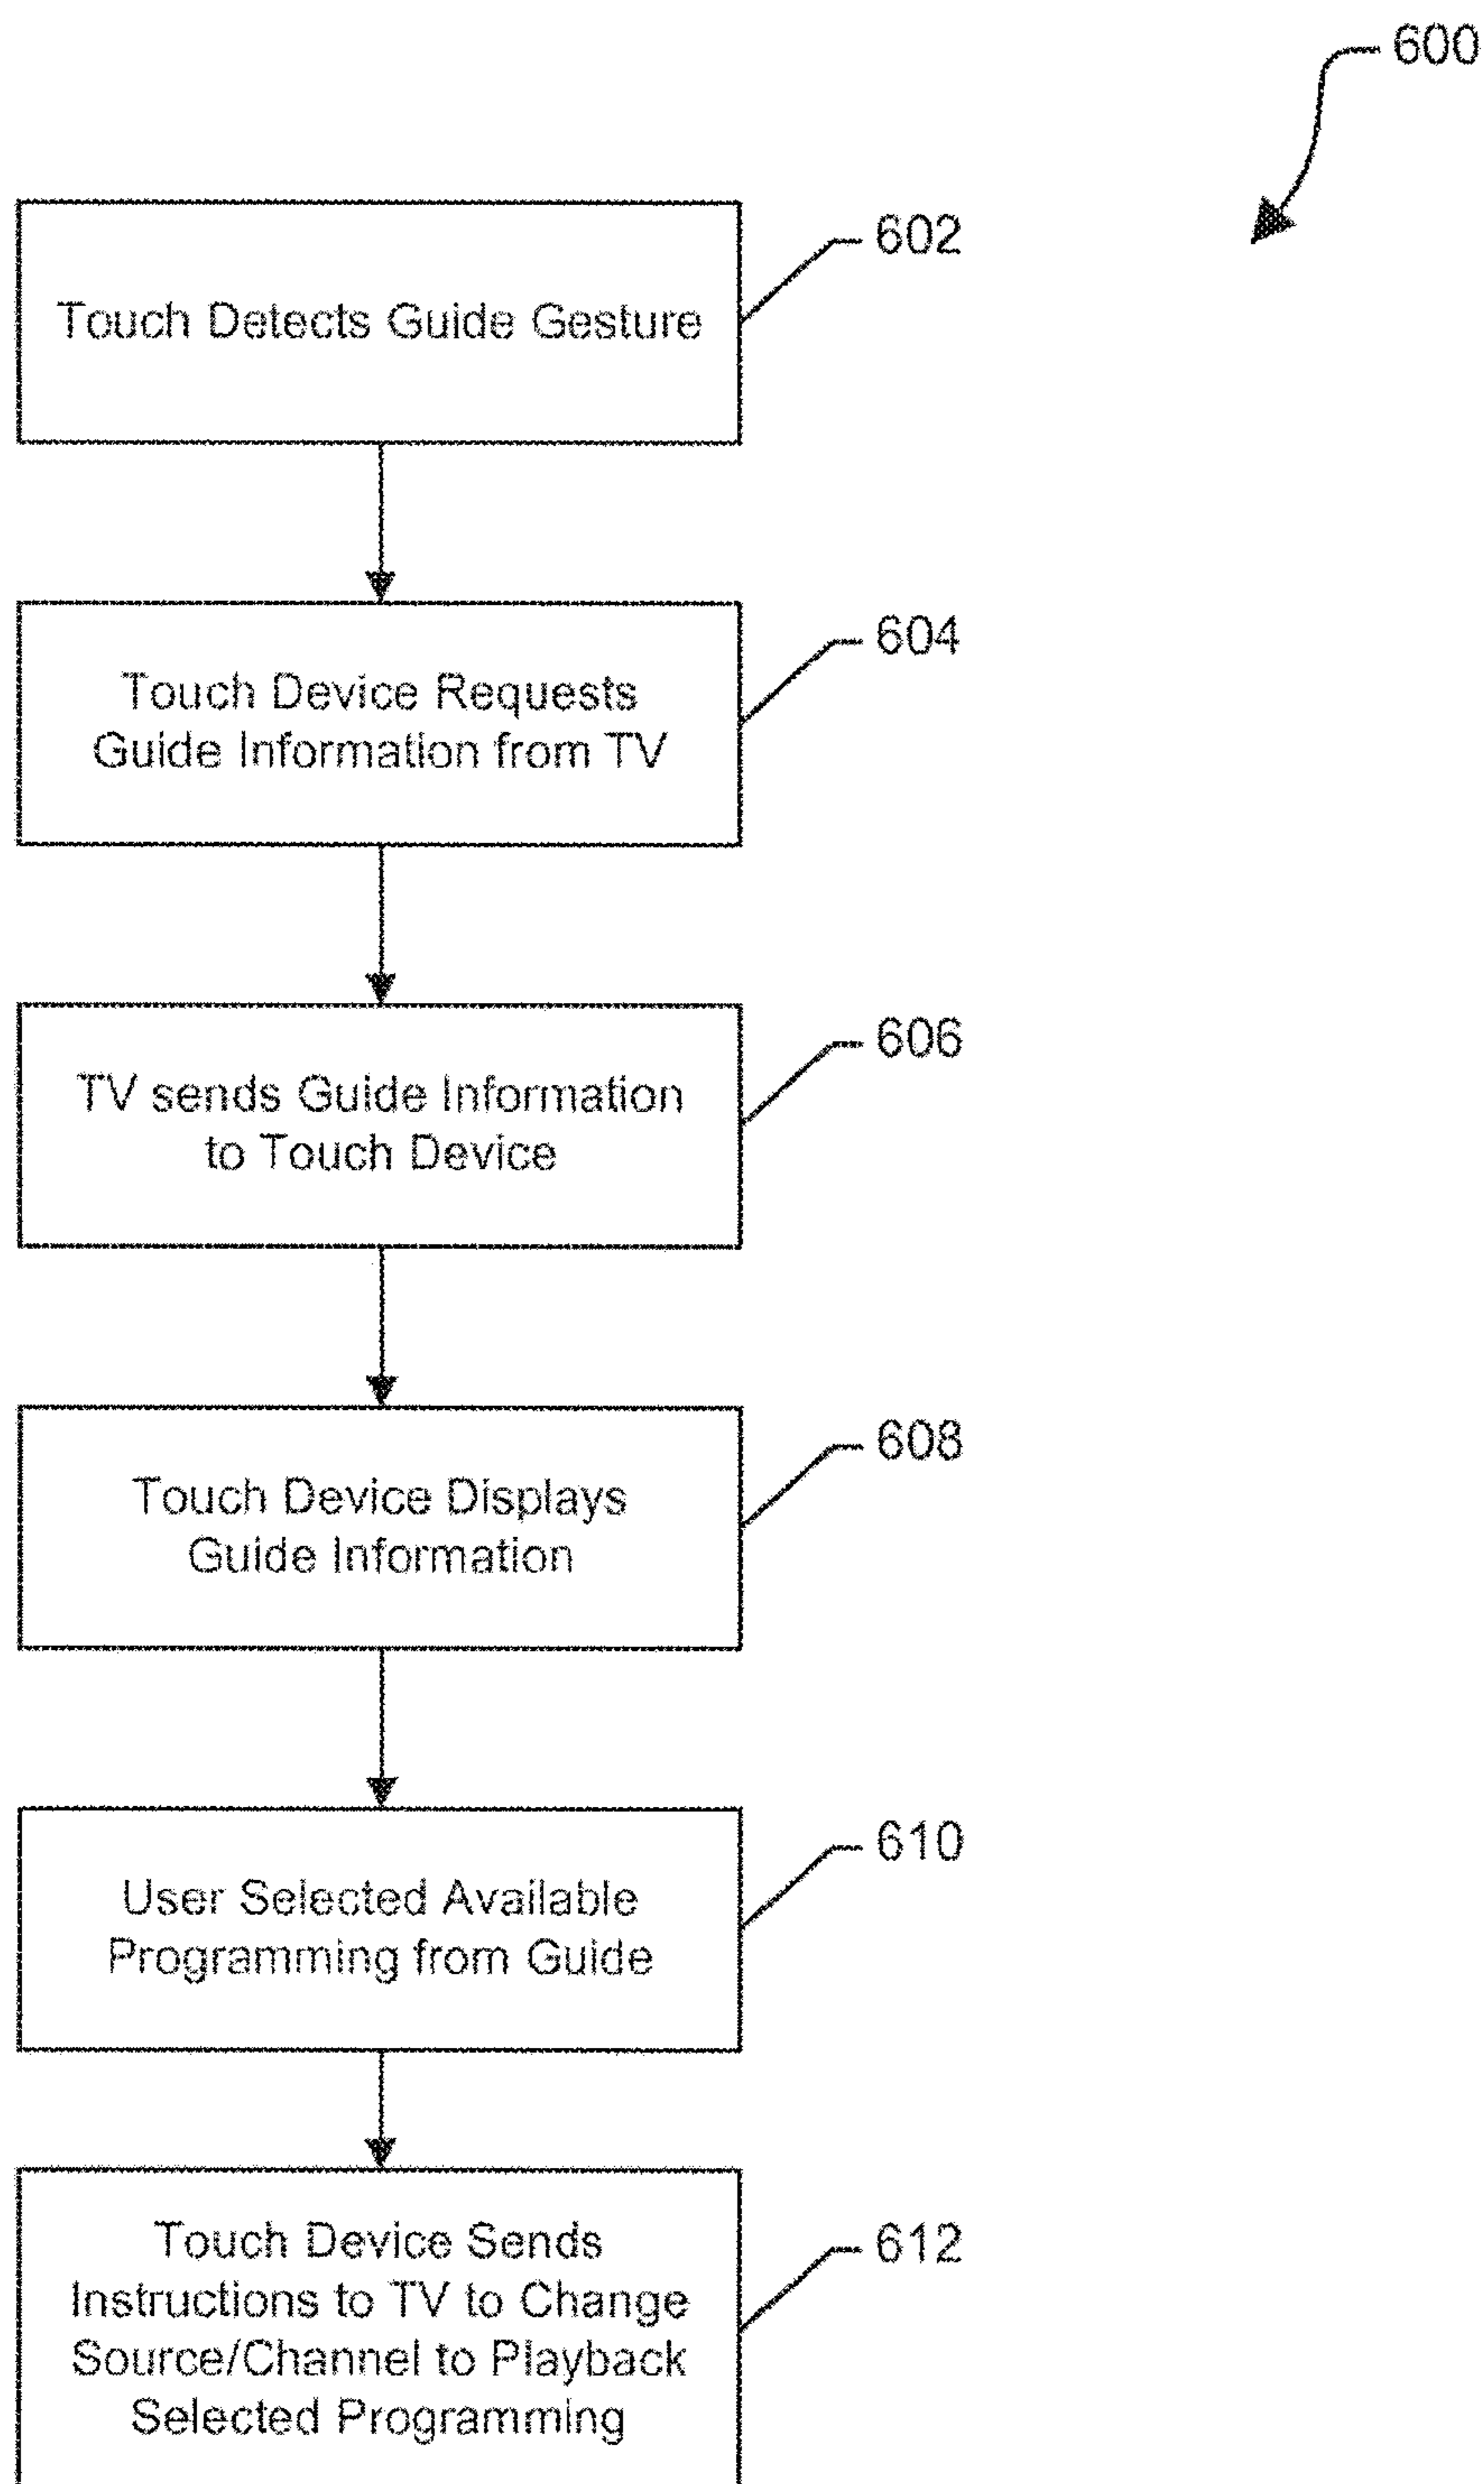 600
602
Touch Detects Guide Gesture
604
Touch Device Requests
Guide Information from TV
606
TV sends Guide Information
to Touch Device
608
Touch Device Displays
Guide Information
610
User Selected Available
Programming from Guide
612
Touch Device Sends
Instructions to TV to Change
Source/Channel to Playback
Selected Programming